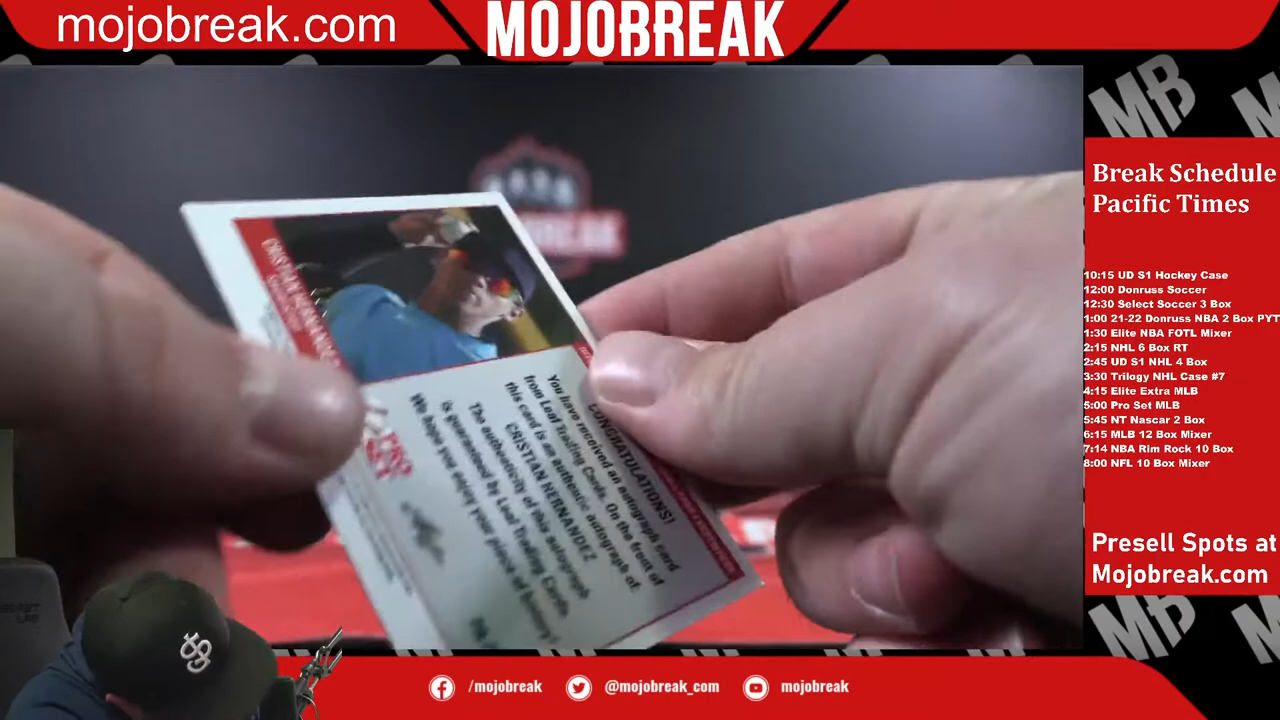 mojobreak.com
MOJOBREAK
MB
Break Schedule
Pacific Times
10:15 UD S1 Hockey Case
12:00 Donruss Soccer
12:30 Select Soccer 3 Box
1:00 21-22 Donruss NBA 2 Box PYT
1:30 Elite NBA FOTL Mixer
2:15 NHL 6 Box RT
2:45 UD S1 NHL 4 Box
3:30 Trilogy NHL Case #7
4:15 Elite Extra MLB
5:00 Pro Set MLB
5:45 NT Nascar 2 Box
6:15 MLB 12 Box Mixer
7:14 NBA Rim Rock 10 Box
8:00 NFL 10 Box Mixer
Presell Spots at
Mojobreak.com
MB
CRISTIAN HERNANDEZ
CONGRATULATIONS!
You have received an autograph card
from Leaf Trading Cards. On the front of
this card is an authentic autograph of:
CRISTIAN HERNANDEZ
The authenticity of this autograph
is guaranteed by Leaf Trading Cards.
We hope you enjoy your piece of history!
PRO
SET
/mojobreak
@mojobreak_com
mojobreak